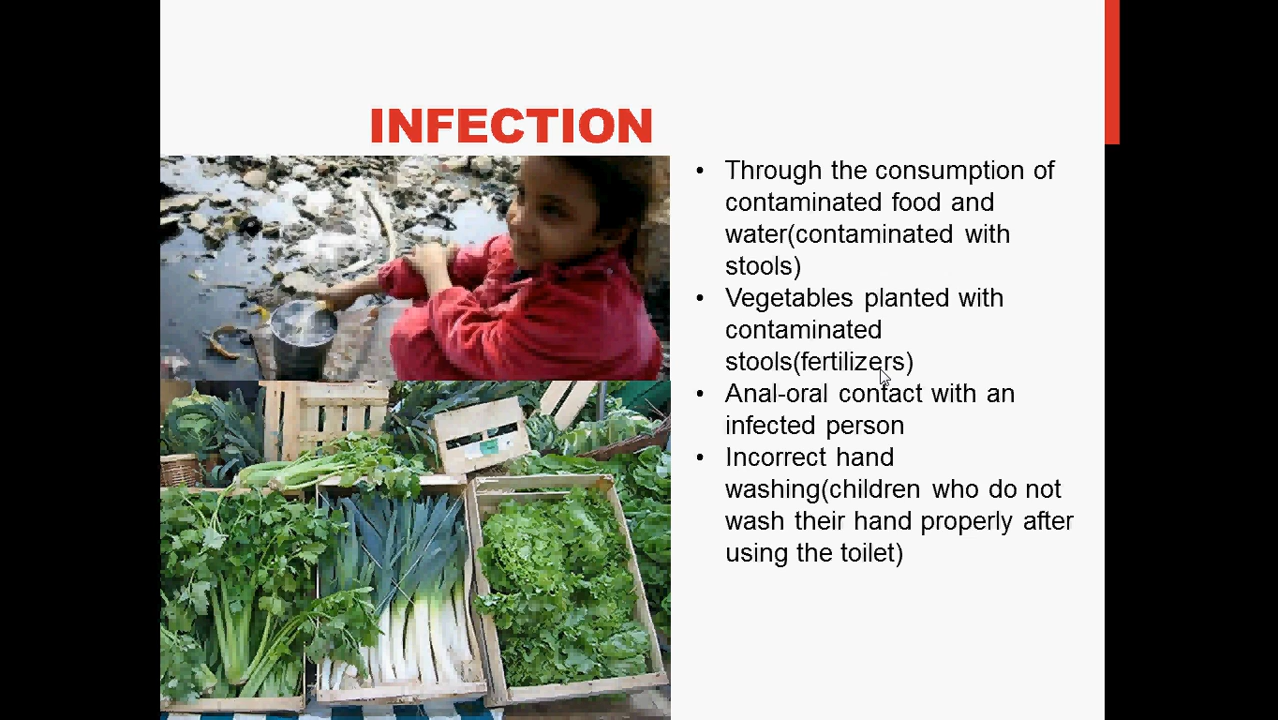 INFECTION
• Through the consumption of
contaminated food and
water(contaminated with
stools)
• Vegetables planted with
contaminated
stools(fertilizers)
• Anal-oral contact with an
infected person
• Incorrect hand
washing(children who do not
wash their hand properly after
using the toilet)